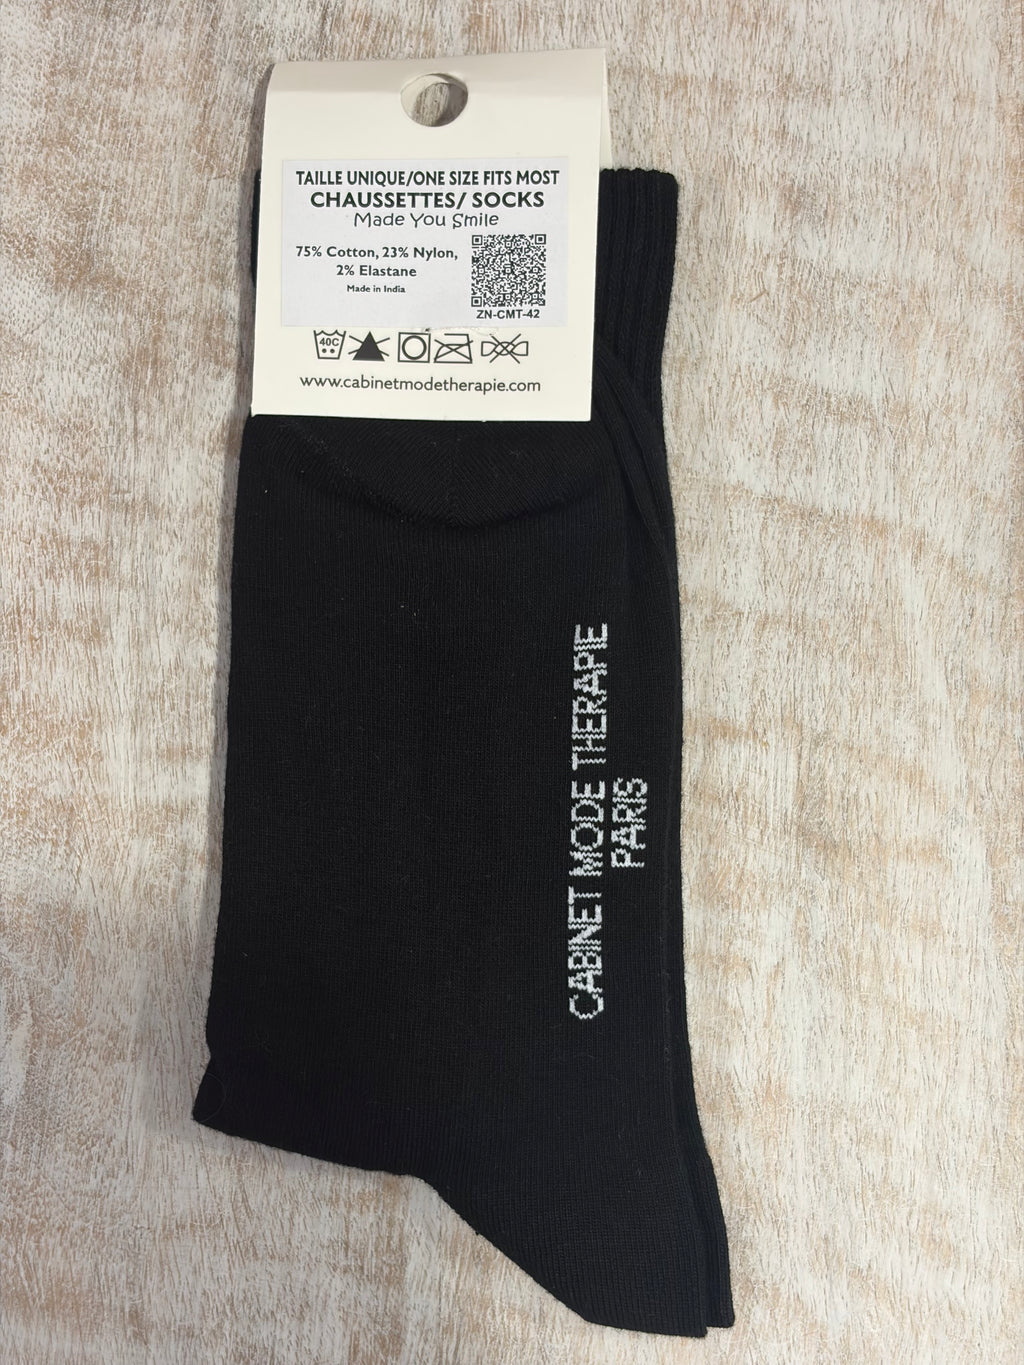 TAILLE UNIQUE/ONE SIZE FITS MOST
CHAUSSETTES/ SOCKS
Made You Smile
75% Cotton, 23% Nylon,
2% Elastane
Made in India
ZN-CMT-42
40C
www.cabinetmodetherapie.com
CABINET MODE THERAPIE
PARIS